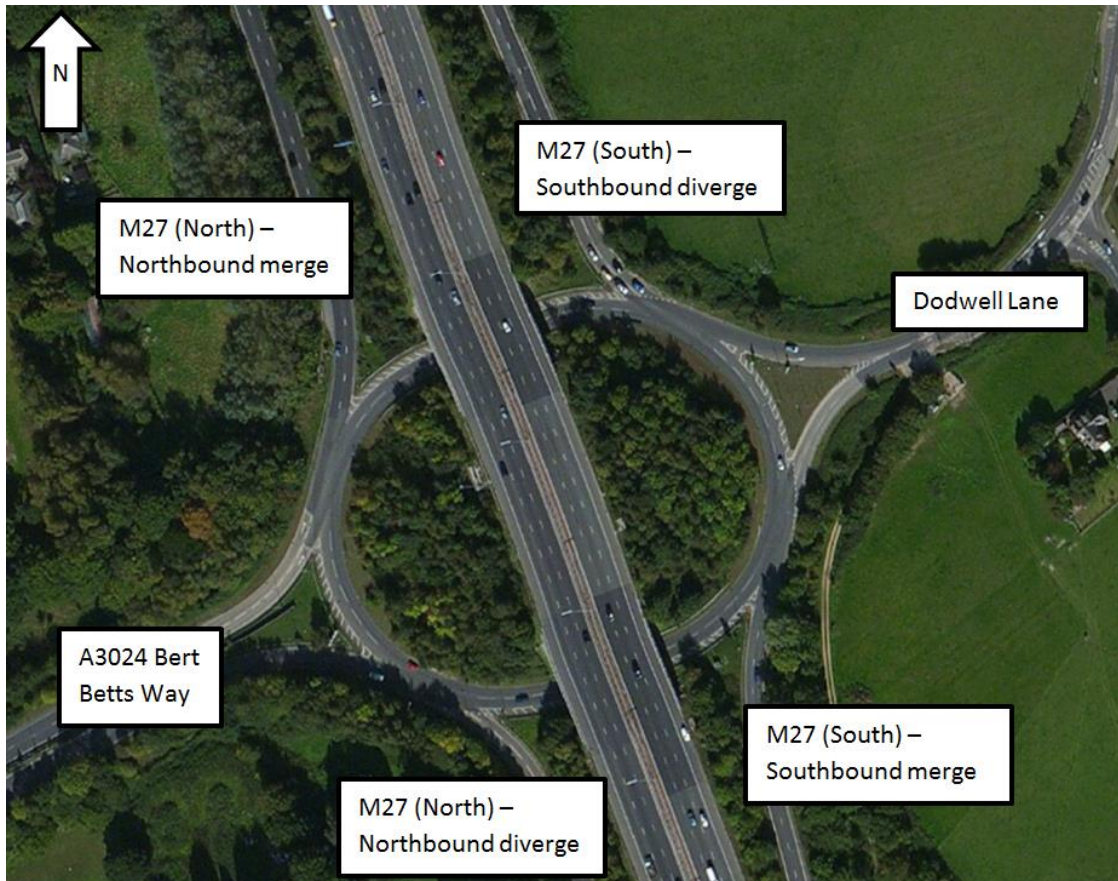 N
M27 (South) –
Southbound diverge
M27 (North) –
Northbound merge
Dodwell Lane
A3024 Bert
Betts Way
M27 (South) –
Southbound merge
M27 (North) –
Northbound diverge